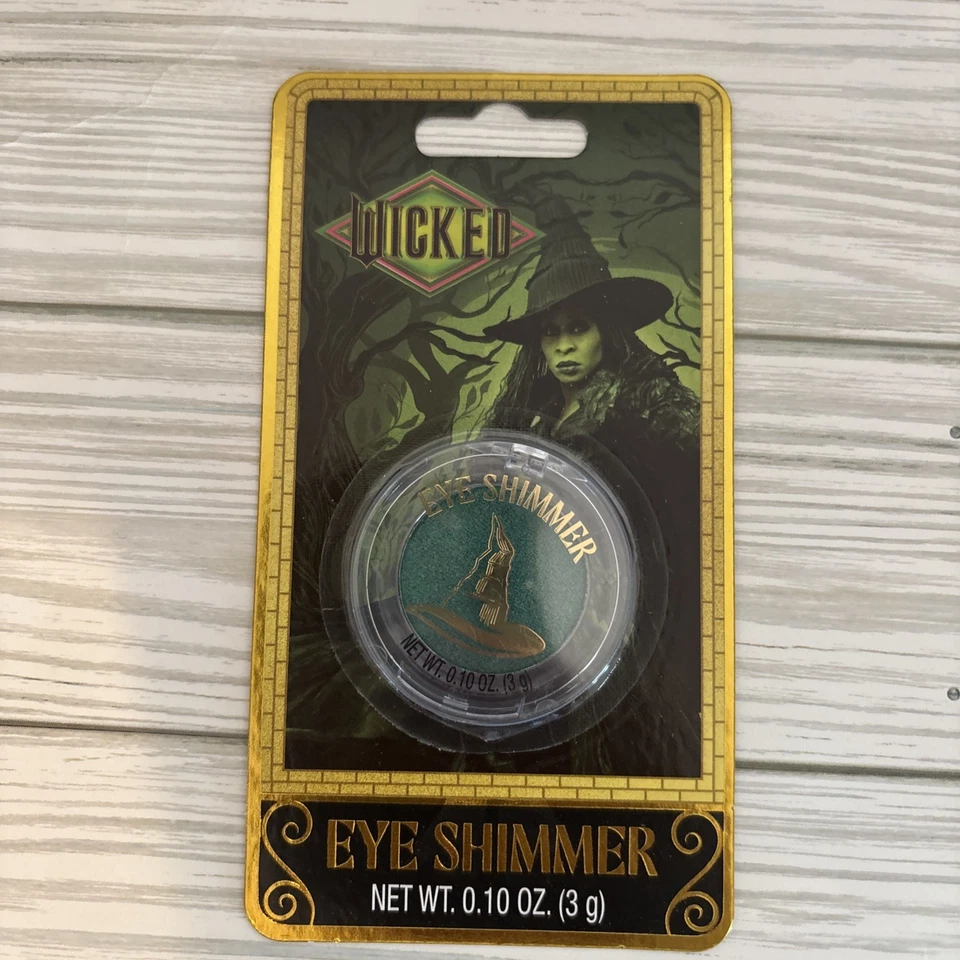 WICKED
EYE SHIMMER
NET WT. 0.10 OZ. (3 g)
EYE SHIMMER
NET WT. 0.10 OZ. (3 g)